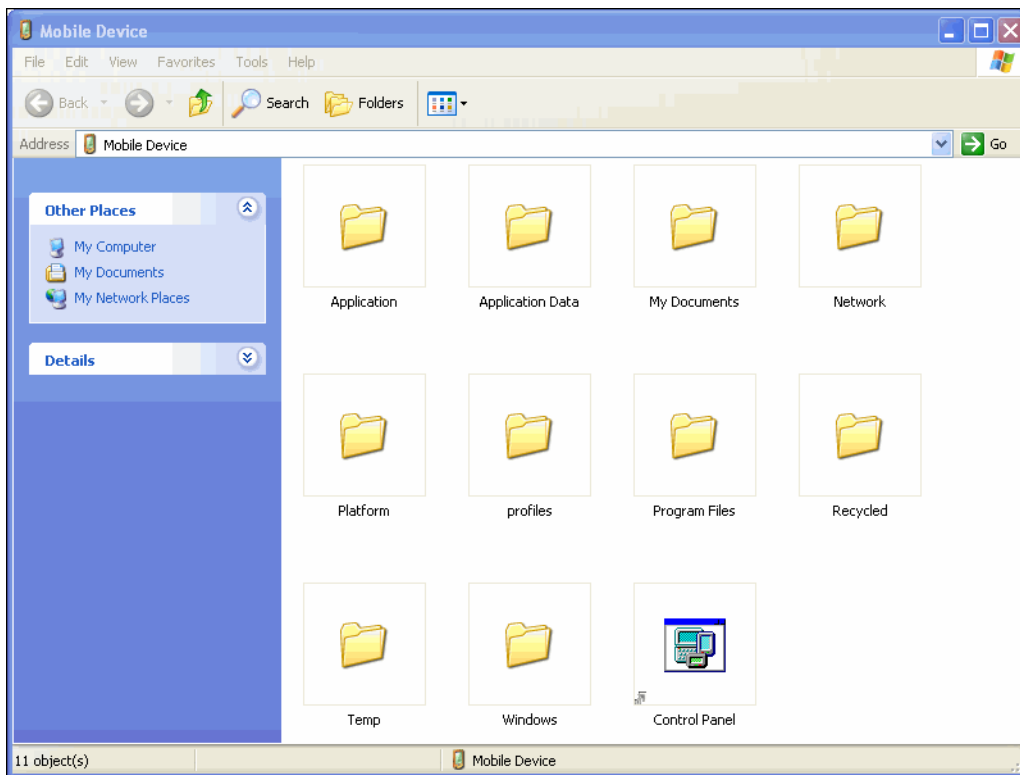 Mobile Device
File Edit View Favorites Tools Help
Back Search Folders
Address Mobile Device Go
Other Places
My Computer
My Documents
My Network Places
Details
Application Application Data My Documents Network
Platform profiles Program Files Recycled
Temp Windows Control Panel
11 object(s) Mobile Device